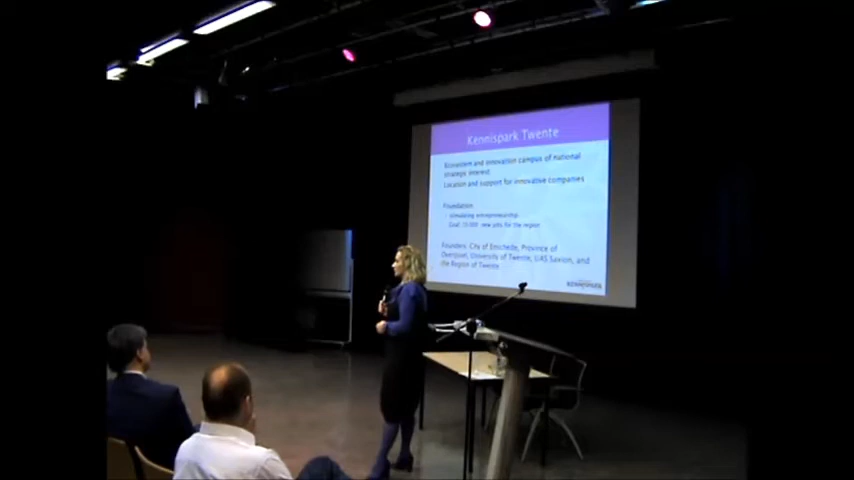 Kennispark Twente
Ecosystem and innovation campus of national
strategic interest
Location and support for innovative companies
Foundation
- stimulating entrepreneurship
Goal: 10.000 new jobs for the region
Founders: City of Enschede, Province of
Overijssel, University of Twente, UAS Saxion, and
the Region of Twente
KENNISPARK